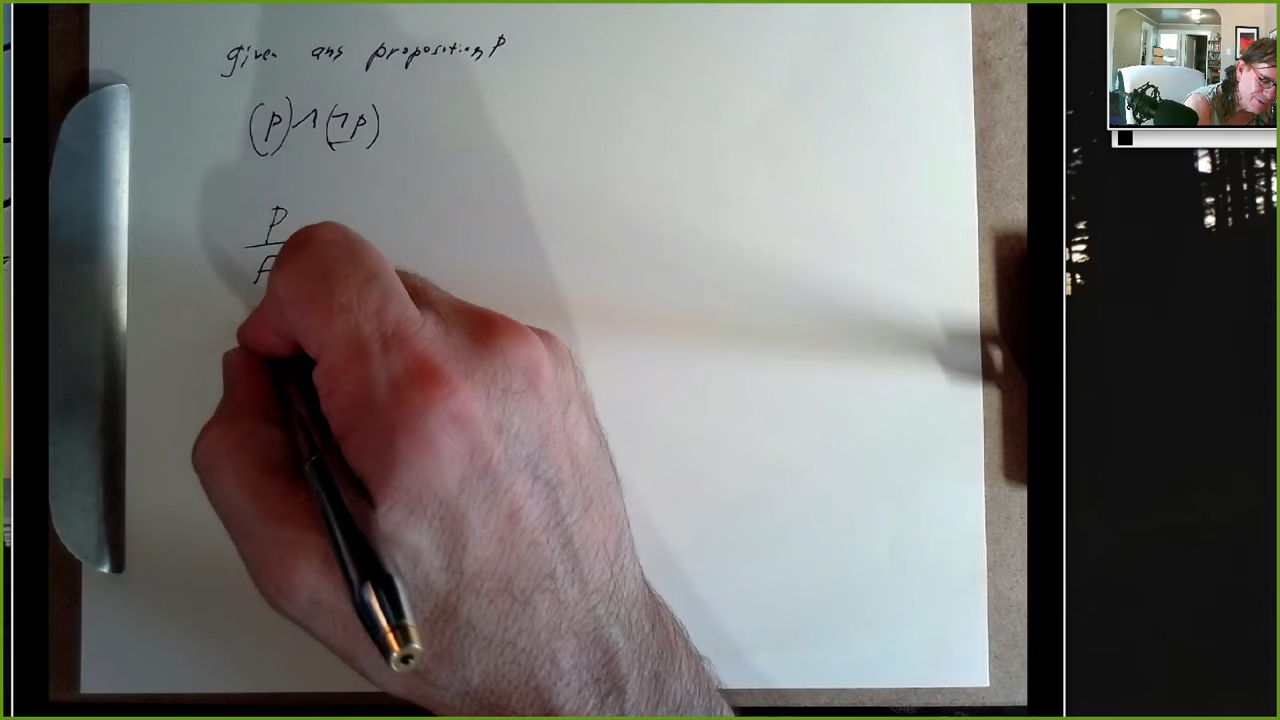 given any proposition P
(p)∧(¬p)
P
F